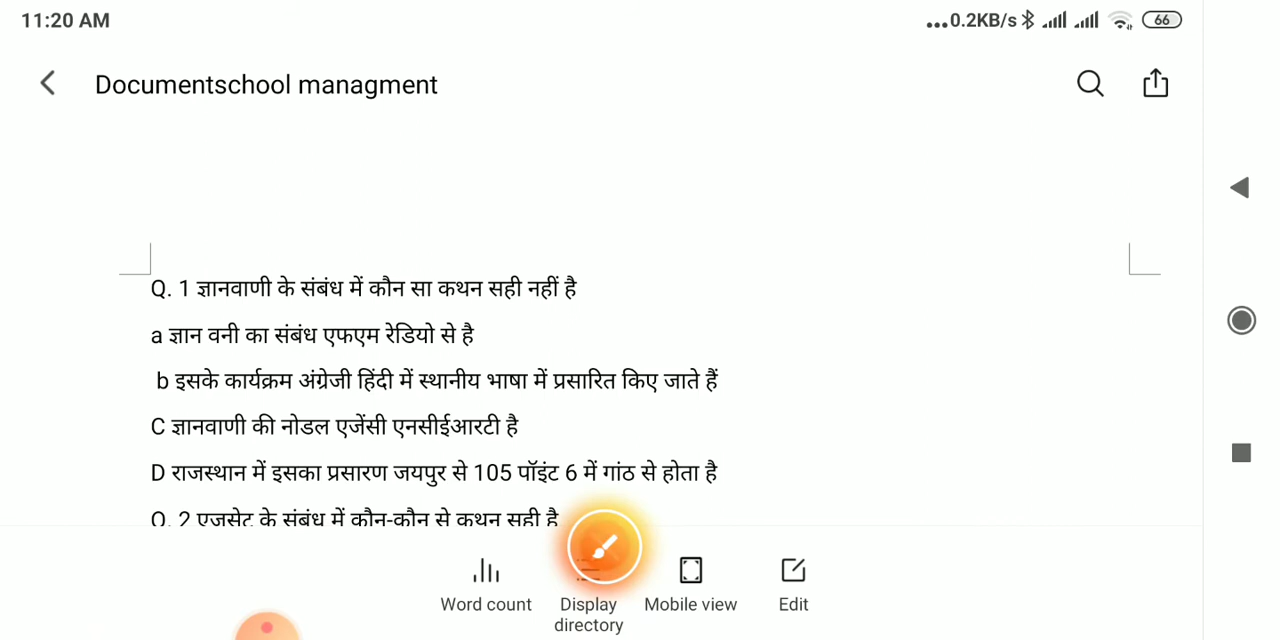 11:20 AM
...0.2KB/s 66
Documentschool managment
Q. 1 ज्ञानवाणी के संबंध में कौन सा कथन सही नहीं है
a ज्ञान वनी का संबंध एफएम रेडियो से है
b इसके कार्यक्रम अंग्रेजी हिंदी में स्थानीय भाषा में प्रसारित किए जाते हैं
C ज्ञानवाणी की नोडल एजेंसी एनसीईआरटी है
D राजस्थान में इसका प्रसारण जयपुर से 105 पॉइंट 6 में गांठ से होता है
Q. 2 एजुसेट के संबंध में कौन-कौन से कथन सही है
Word count
Display directory
Mobile view
Edit